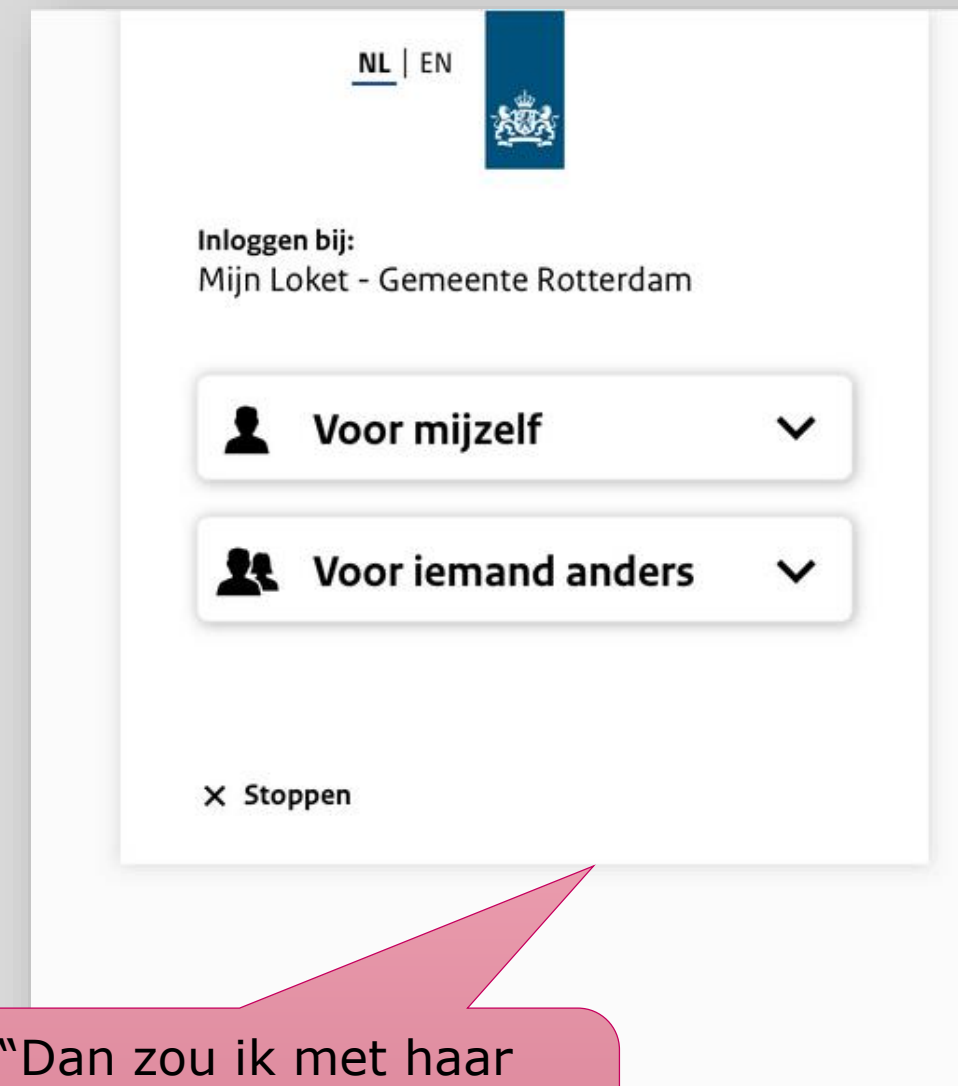 NL | EN
Inloggen bij:
Mijn Loket - Gemeente Rotterdam
Voor mijzelf
Voor iemand anders
× Stoppen
“Dan zou ik met haar